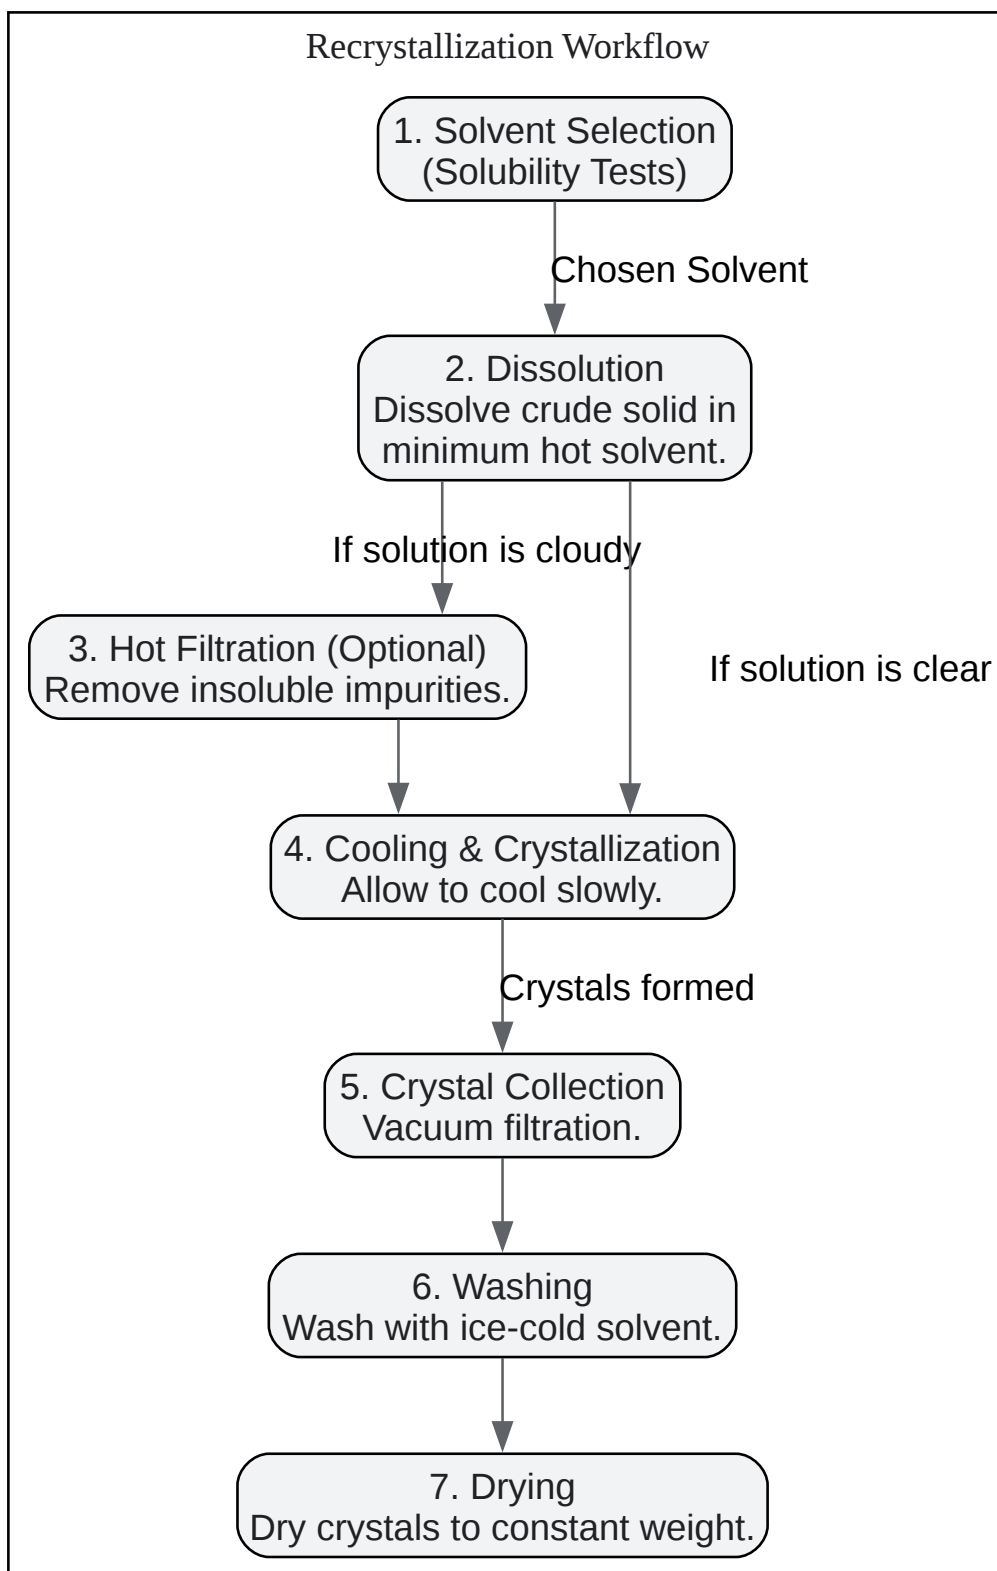 Recrystallization Workflow
1. Solvent Selection
(Solubility Tests)
Chosen Solvent
2. Dissolution
Dissolve crude solid in
minimum hot solvent.
If solution is cloudy
3. Hot Filtration (Optional)
Remove insoluble impurities.
If solution is clear
4. Cooling & Crystallization
Allow to cool slowly.
Crystals formed
5. Crystal Collection
Vacuum filtration.
6. Washing
Wash with ice-cold solvent.
7. Drying
Dry crystals to constant weight.